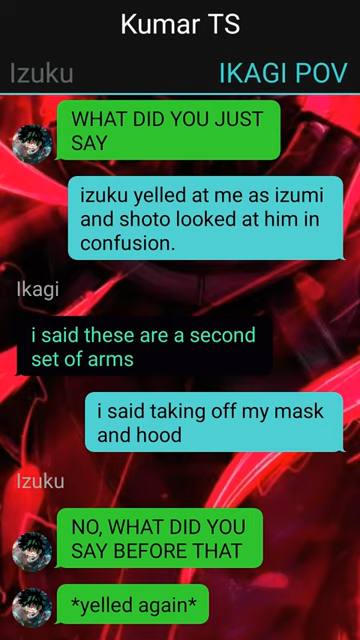 Kumar TS
Izuku
IKAGI POV
WHAT DID YOU JUST
SAY
izuku yelled at me as izumi
and shoto looked at him in
confusion.
Ikagi
i said these are a second
set of arms
i said taking off my mask
and hood
Izuku
NO, WHAT DID YOU
SAY BEFORE THAT
*yelled again*